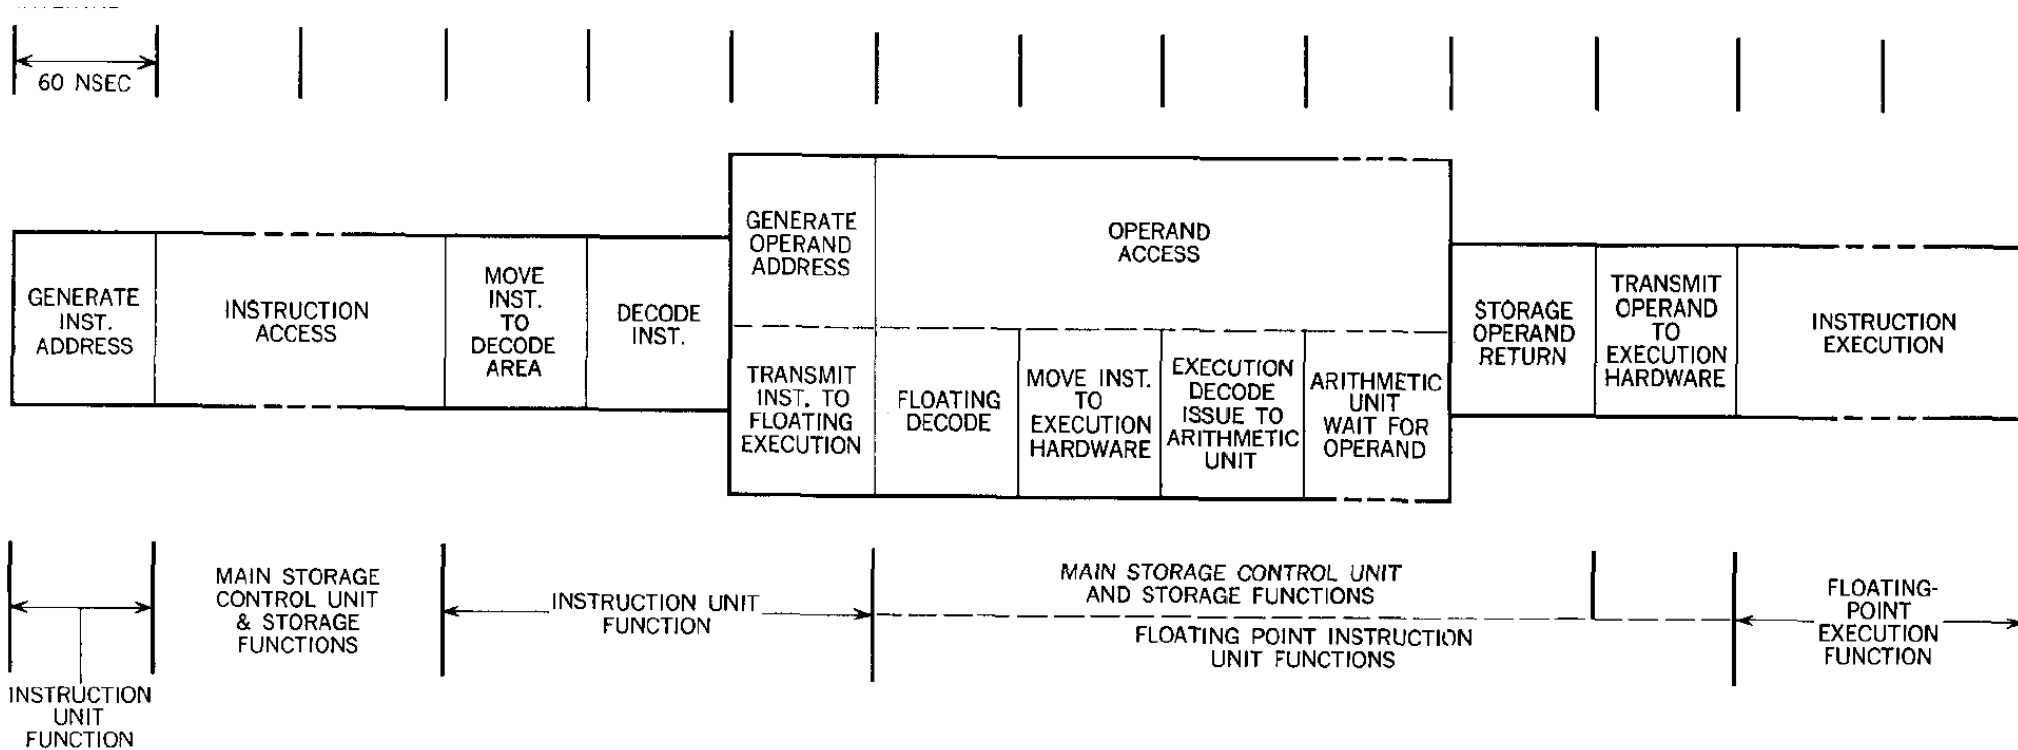 60 NSEC
GENERATE
INST.
ADDRESS
INSTRUCTION
ACCESS
MOVE
INST.
TO
DECODE
AREA
DECODE
INST.
GENERATE
OPERAND
ADDRESS
OPERAND
ACCESS
TRANSMIT
INST. TO
FLOATING
EXECUTION
FLOATING
DECODE
MOVE INST.
TO
EXECUTION
HARDWARE
EXECUTION
DECODE
ISSUE TO
ARITHMETIC
UNIT
ARITHMETIC
UNIT
WAIT FOR
OPERAND
STORAGE
OPERAND
RETURN
TRANSMIT
OPERAND
TO
EXECUTION
HARDWARE
INSTRUCTION
EXECUTION
INSTRUCTION
UNIT
FUNCTION
MAIN STORAGE
CONTROL UNIT
& STORAGE
FUNCTIONS
INSTRUCTION UNIT
FUNCTION
MAIN STORAGE CONTROL UNIT
AND STORAGE FUNCTIONS
FLOATING POINT INSTRUCTION
UNIT FUNCTIONS
FLOATING-
POINT
EXECUTION
FUNCTION